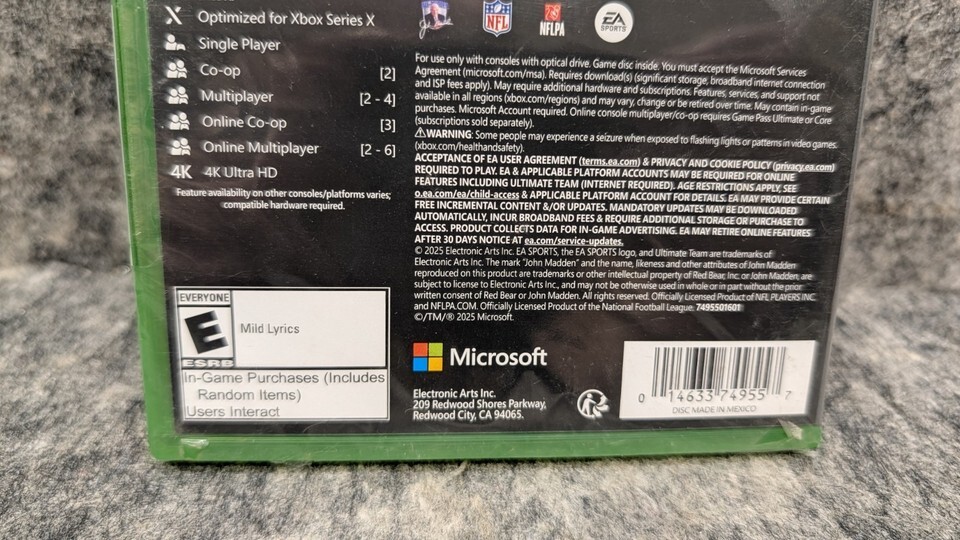 Optimized for Xbox Series X
Single Player
Co-op [2]
Multiplayer [2 - 4]
Online Co-op [3]
Online Multiplayer [2 - 6]
4K 4K Ultra HD
Feature availability on other consoles/platforms varies;
compatible hardware required.
EVERYONE
E
ESRB
Mild Lyrics
In-Game Purchases (Includes
Random Items)
Users Interact
NFL
NFLPA
EA
SPORTS
For use only with consoles with optical drive. Game disc inside. You must accept the Microsoft Services
Agreement (microsoft.com/msa). Requires download(s) (significant storage, broadband internet connection
and ISP fees apply). May require additional hardware and subscriptions. Features, services, and support not
available in all regions (xbox.com/regions) and may vary, change or be retired over time. May contain in-game
purchases. Microsoft Account required. Online console multiplayer/co-op requires Game Pass Ultimate or Core
(subscriptions sold separately).
⚠WARNING: Some people may experience a seizure when exposed to flashing lights or patterns in video games.
(xbox.com/healthandsafety).
ACCEPTANCE OF EA USER AGREEMENT (terms.ea.com) & PRIVACY AND COOKIE POLICY (privacy.ea.com)
REQUIRED TO PLAY. EA & APPLICABLE PLATFORM ACCOUNTS MAY BE REQUIRED FOR ONLINE
FEATURES INCLUDING ULTIMATE TEAM (INTERNET REQUIRED). AGE RESTRICTIONS APPLY, SEE
o.ea.com/ea/child-access & APPLICABLE PLATFORM ACCOUNT FOR DETAILS. EA MAY PROVIDE CERTAIN
FREE INCREMENTAL CONTENT &/OR UPDATES. MANDATORY UPDATES MAY BE DOWNLOADED
AUTOMATICALLY, INCUR BROADBAND FEES & REQUIRE ADDITIONAL STORAGE OR PURCHASE TO
ACCESS. PRODUCT COLLECTS DATA FOR IN-GAME ADVERTISING. EA MAY RETIRE ONLINE FEATURES
AFTER 30 DAYS NOTICE AT ea.com/service-updates.
© 2025 Electronic Arts Inc. EA SPORTS, the EA SPORTS logo, and Ultimate Team are trademarks of
Electronic Arts Inc. The mark "John Madden" and the name, likeness and other attributes of John Madden
reproduced on this product are trademarks or other intellectual property of Red Bear, Inc. or John Madden, are
subject to license to Electronic Arts Inc., and may not be otherwise used in whole or in part without the prior
written consent of Red Bear or John Madden. All rights reserved. Officially Licensed Product of NFL PLAYERS INC.
and NFLPA.COM. Officially Licensed Product of the National Football League. 7495501601
©/TM/® 2025 Microsoft.
Microsoft
Electronic Arts Inc.
209 Redwood Shores Parkway,
Redwood City, CA 94065.
0 14633 74955 7
DISC MADE IN MEXICO